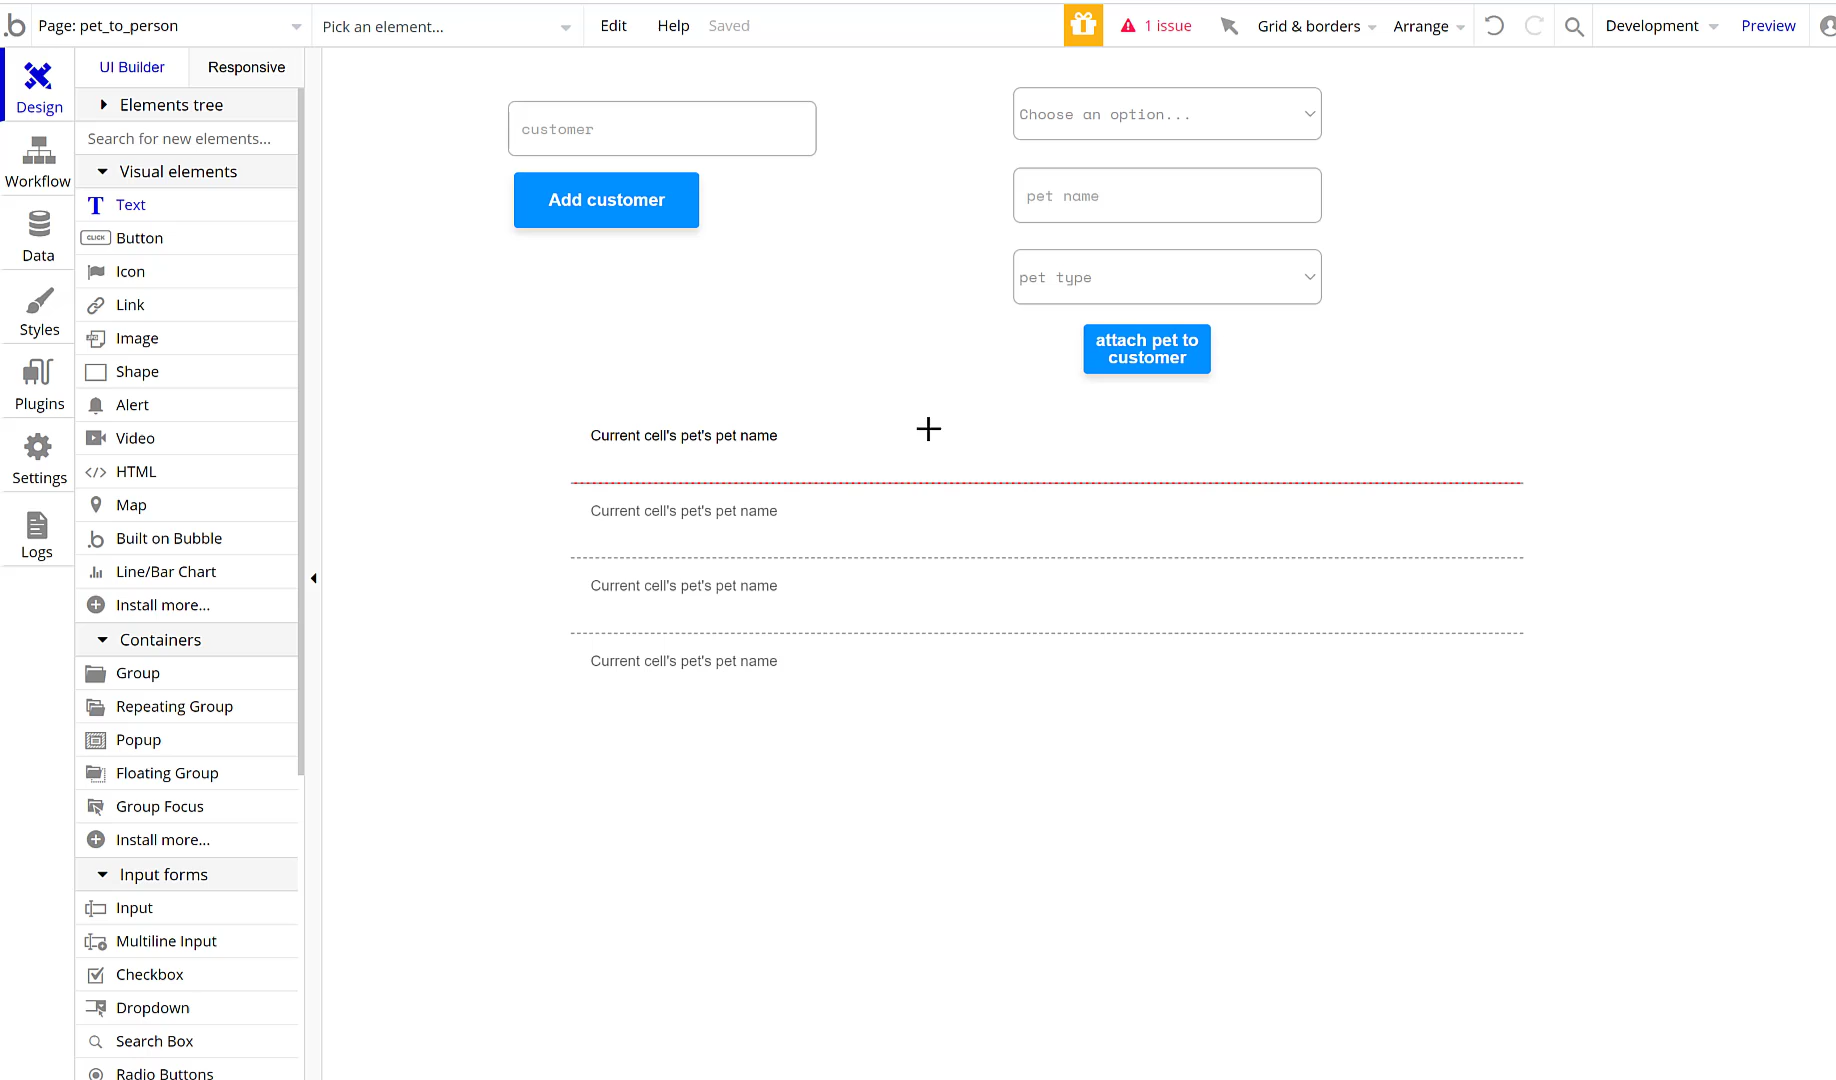 .b Page: pet_to_person Pick an element... Edit Help Saved 1 issue Grid & borders Arrange Development Preview
UI Builder Responsive
Design
Workflow
Data
Styles
Plugins
Settings
Logs
Elements tree
Search for new elements...
Visual elements
Text
CLICK Button
Icon
Link
Image
Shape
Alert
Video
</> HTML
Map
.b Built on Bubble
Line/Bar Chart
Install more...
Containers
Group
Repeating Group
Popup
Floating Group
Group Focus
Install more...
Input forms
Input
Multiline Input
Checkbox
Dropdown
Search Box
Radio Buttons
customer
Add customer
Choose an option...
pet name
pet type
attach pet to
customer
Current cell's pet's pet name
Current cell's pet's pet name
Current cell's pet's pet name
Current cell's pet's pet name